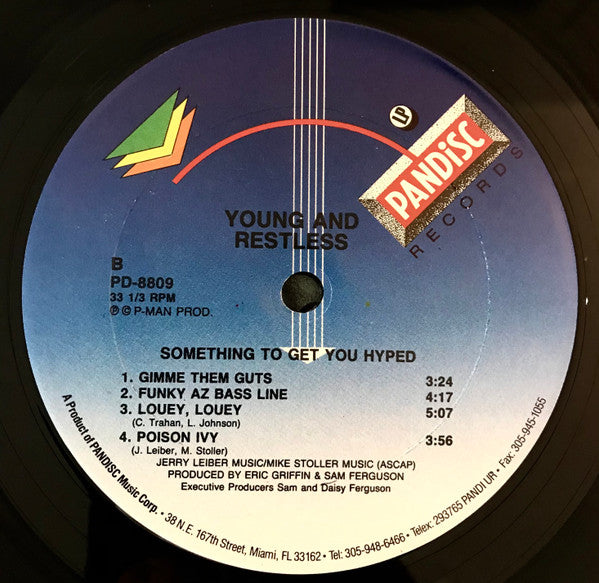 LP
PANDISC
RECORDS
YOUNG AND
RESTLESS
B
PD-8809
33 1/3 RPM
℗ © P-MAN PROD.
SOMETHING TO GET YOU HYPED
1. GIMME THEM GUTS 3:24
2. FUNKY AZ BASS LINE 4:17
3. LOUEY, LOUEY 5:07
(C. Trahan, L. Johnson)
4. POISON IVY 3:56
(J. Leiber, M. Stoller)
JERRY LEIBER MUSIC/MIKE STOLLER MUSIC (ASCAP)
PRODUCED BY ERIC GRIFFIN & SAM FERGUSON
Executive Producers Sam and Daisy Ferguson
A Product of PANDISC Music Corp. • 38 N.E. 167th Street, Miami, FL 33162 • Tel: 305-948-6466 • Telex: 293765 PANDI UR • Fax: 305-945-1055